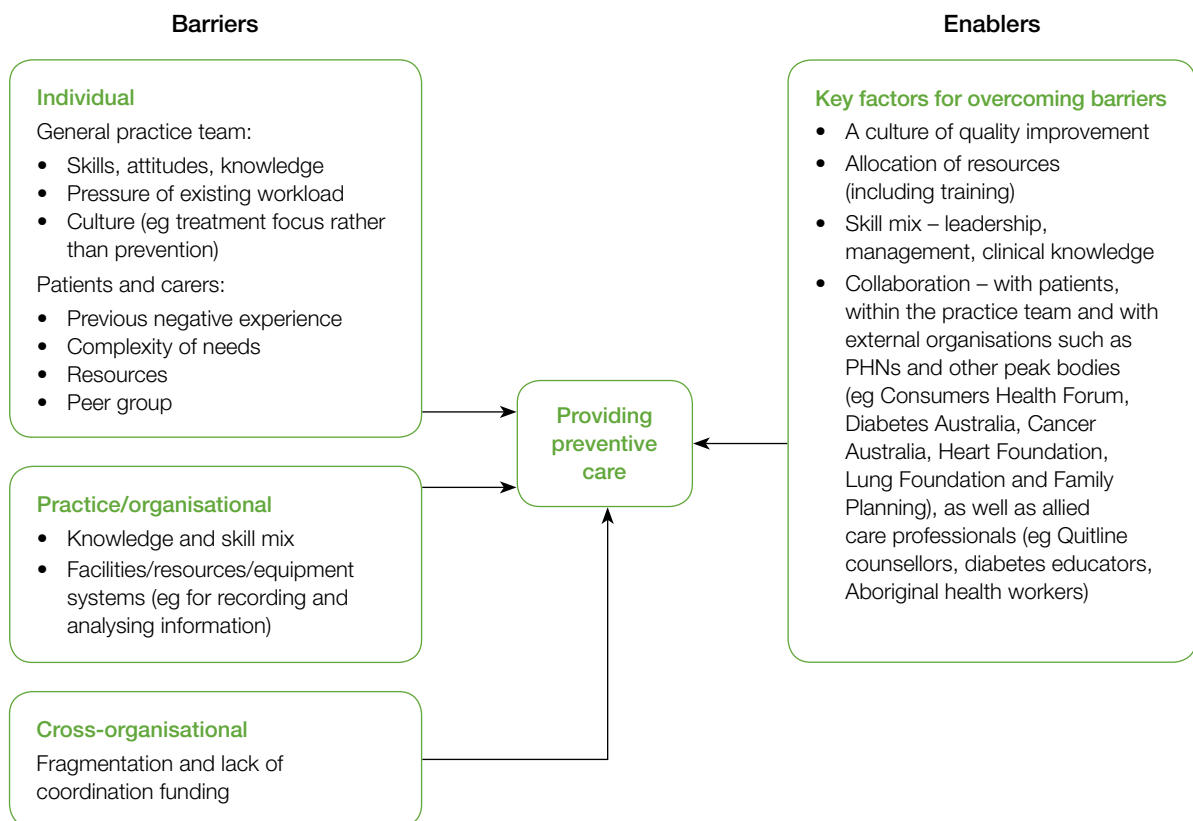 Barriers
Individual
General practice team:
• Skills, attitudes, knowledge
• Pressure of existing workload
• Culture (eg treatment focus rather
than prevention)
Patients and carers:
• Previous negative experience
• Complexity of needs
• Resources
• Peer group
Practice/organisational
• Knowledge and skill mix
• Facilities/resources/equipment
systems (eg for recording and
analysing information)
Cross-organisational
Fragmentation and lack of
coordination funding
Providing
preventive
care
Enablers
Key factors for overcoming barriers
• A culture of quality improvement
• Allocation of resources
(including training)
• Skill mix – leadership,
management, clinical knowledge
• Collaboration – with patients,
within the practice team and with
external organisations such as
PHNs and other peak bodies
(eg Consumers Health Forum,
Diabetes Australia, Cancer
Australia, Heart Foundation,
Lung Foundation and Family
Planning), as well as allied
care professionals (eg Quitline
counsellors, diabetes educators,
Aboriginal health workers)